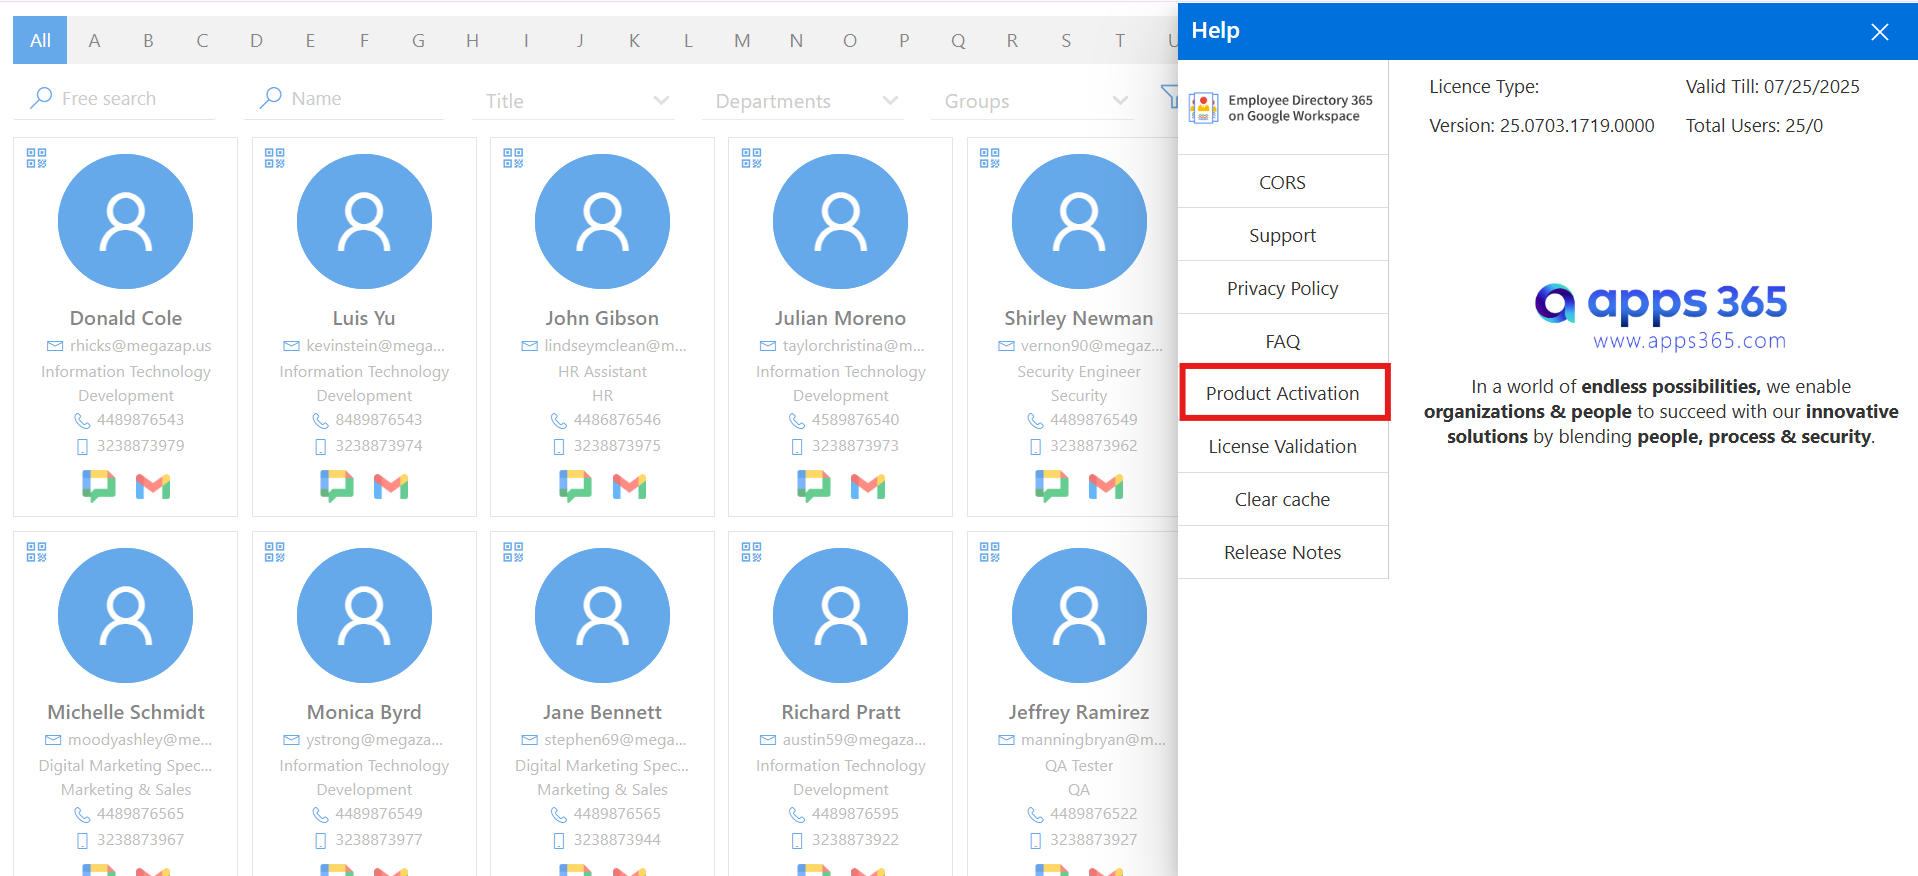 All A B C D E F G H I J K L M N O P Q R S T U
Free search Name Title Departments Groups
Donald Cole
rhicks@megazap.us
Information Technology
Development
4489876543
3238873979
Luis Yu
kevinstein@mega...
Information Technology
Development
8489876543
3238873974
John Gibson
lindseymclean@m...
HR Assistant
HR
4486876546
3238873975
Julian Moreno
taylorchristina@m...
Information Technology
Development
4589876540
3238873973
Shirley Newman
vernon90@megaz...
Security Engineer
Security
4489876549
3238873962
Michelle Schmidt
moodyashley@me...
Digital Marketing Spec...
Marketing & Sales
4489876565
3238873967
Monica Byrd
ystrong@megaza...
Information Technology
Development
4489876549
3238873977
Jane Bennett
stephen69@mega...
Digital Marketing Spec...
Marketing & Sales
4489876565
3238873944
Richard Pratt
austin59@megaza...
Information Technology
Development
4489876595
3238873922
Jeffrey Ramirez
manningbryan@m...
QA Tester
QA
4489876522
3238873927
Help
Employee Directory 365
on Google Workspace
CORS
Support
Privacy Policy
FAQ
Product Activation
License Validation
Clear cache
Release Notes
Licence Type: Valid Till: 07/25/2025
Version: 25.0703.1719.0000 Total Users: 25/0
apps 365
www.apps365.com
In a world of endless possibilities, we enable
organizations & people to succeed with our innovative
solutions by blending people, process & security.